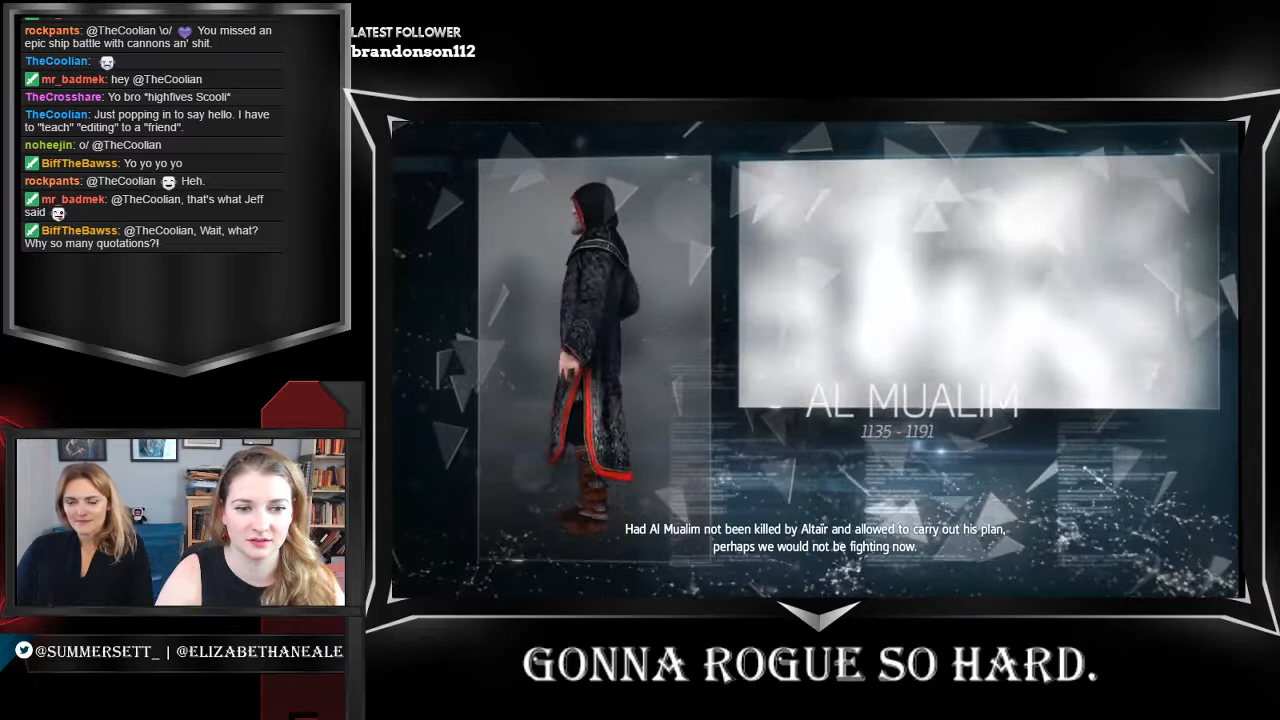 rockpants: @TheCoolian \o/ You missed an
epic ship battle with cannons an' shit.
TheCoolian:
mr_badmek: hey @TheCoolian
TheCrosshare: Yo bro *highfives Scooli*
TheCoolian: Just popping in to say hello. I have
to "teach" "editing" to a "friend".
noheejin: o/ @TheCoolian
BiffTheBawss: Yo yo yo yo
rockpants: @TheCoolian Heh.
mr_badmek: @TheCoolian, that's what Jeff
said
BiffTheBawss: @TheCoolian, Wait, what?
Why so many quotations?!
LATEST FOLLOWER
brandonson112
AL MUALIM
1135 - 1191
Had Al Mualim not been killed by Altaïr and allowed to carry out his plan,
perhaps we would not be fighting now.
@SUMMERSETT_ | @ELIZABETHANEALE
GONNA ROGUE SO HARD.